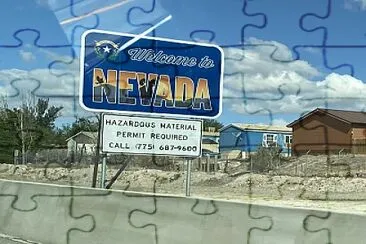 Welcome to
NEVADA
HAZARDOUS MATERIAL
PERMIT REQUIRED
CALL (775) 687-9600